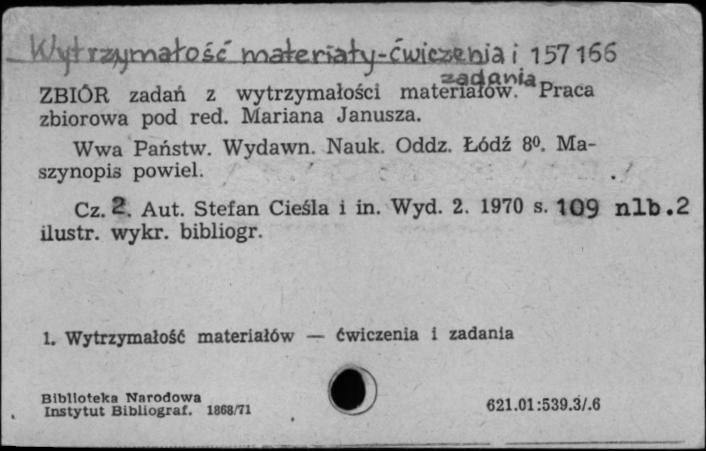 Wytrzymałość materiały-ćwiczenia i 157166
zadania
ZBIÓR zadań z wytrzymałości materiałów. Praca
zbiorowa pod red. Mariana Janusza.
Wwa Państw. Wydawn. Nauk. Oddz. Łódź 8⁰. Ma-
szynopis powiel.
Cz. 2. Aut. Stefan Cieśla i in. Wyd. 2. 1970 s. 109 nlb.2
ilustr. wykr. bibliogr.
1. Wytrzymałość materiałów — ćwiczenia i zadania
Biblioteka Narodowa
Instytut Bibliograf. 1868/71
621.01:539.3/.6